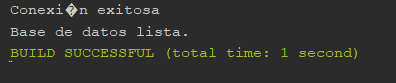 Conexi�n exitosa
Base de datos lista.
BUILD SUCCESSFUL (total time: 1 second)